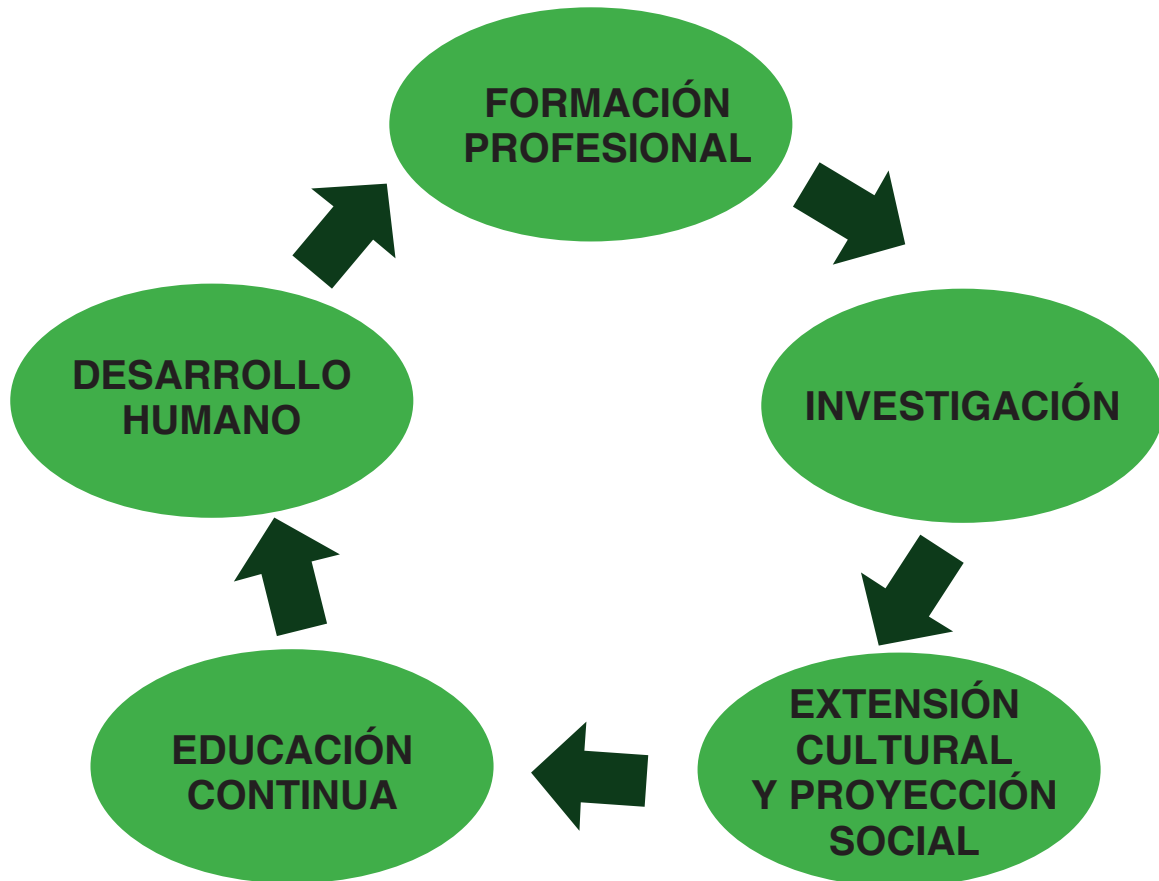 FORMACIÓN
PROFESIONAL
INVESTIGACIÓN
EXTENSIÓN
CULTURAL
Y PROYECCIÓN
SOCIAL
EDUCACIÓN
CONTINUA
DESARROLLO
HUMANO